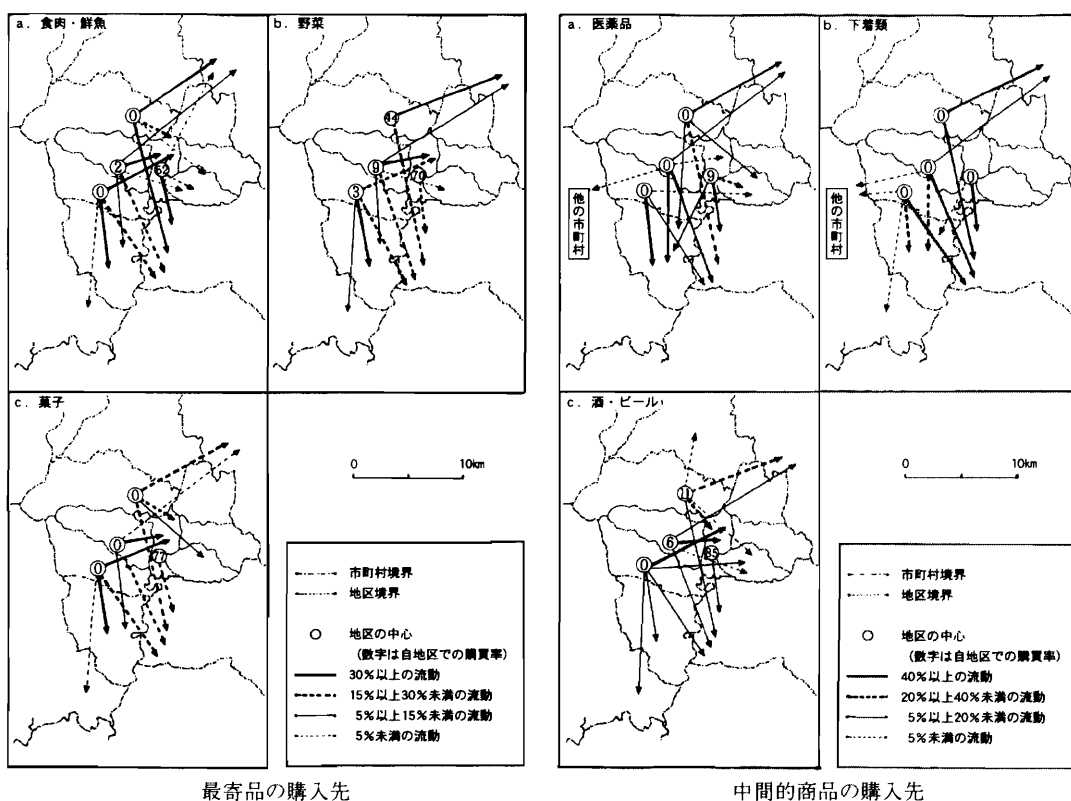 a. 食肉・鮮魚
0
2
62
0
b. 野菜
44
9
70
3
c. 菓子
0
0
77
0
0 10km
市町村境界
地区境界
地区の中心
(数字は自地区での購買率)
30%以上の流動
15%以上30%未満の流動
5%以上15%未満の流動
5%未満の流動
最寄品の購入先
a. 医薬品
0
0
9
0
他の市町村
b. 下着類
0
0
0
0
他の市町村
c. 酒・ビール
11
6
85
0
0 10km
市町村境界
地区境界
地区の中心
(数字は自地区での購買率)
40%以上の流動
20%以上40%未満の流動
5%以上20%未満の流動
5%未満の流動
中間的商品の購入先